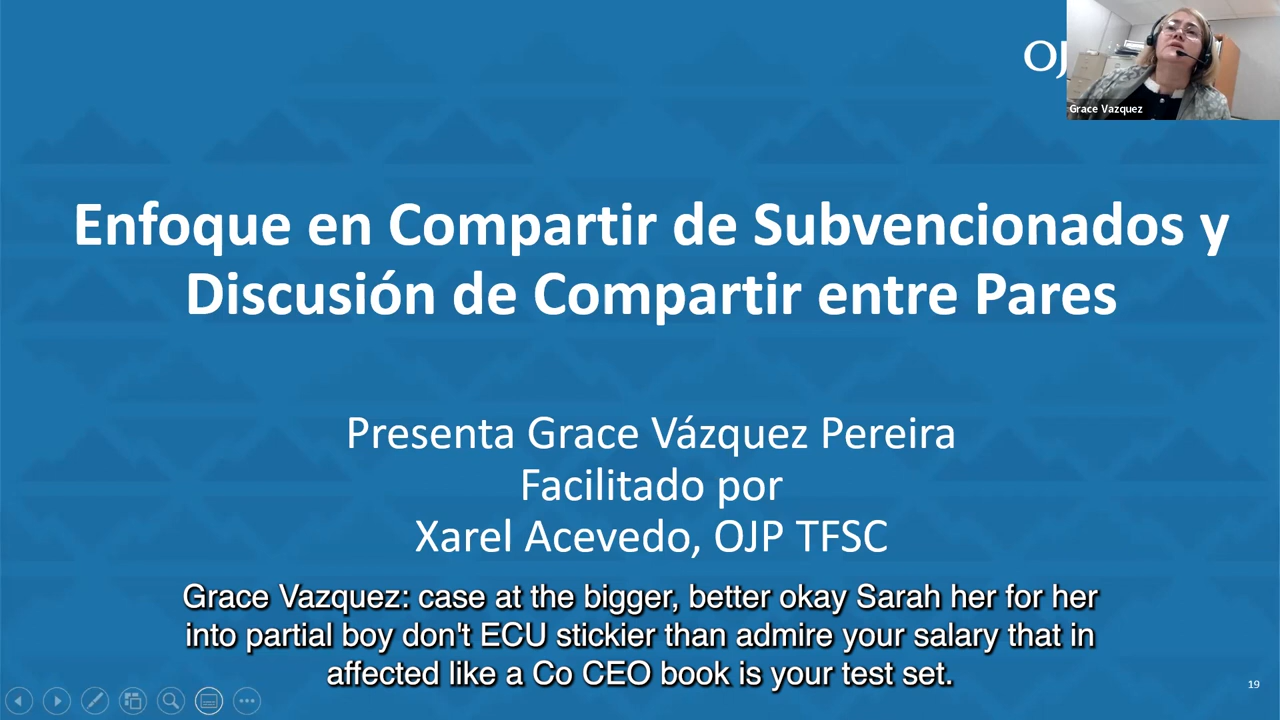 OJ
Grace Vazquez
Enfoque en Compartir de Subvencionados y
Discusión de Compartir entre Pares
Presenta Grace Vázquez Pereira
Facilitado por
Xarel Acevedo, OJP TFSC
Grace Vazquez: case at the bigger, better okay Sarah her for her
into partial boy don't ECU stickier than admire your salary that in
affected like a Co CEO book is your test set.
19